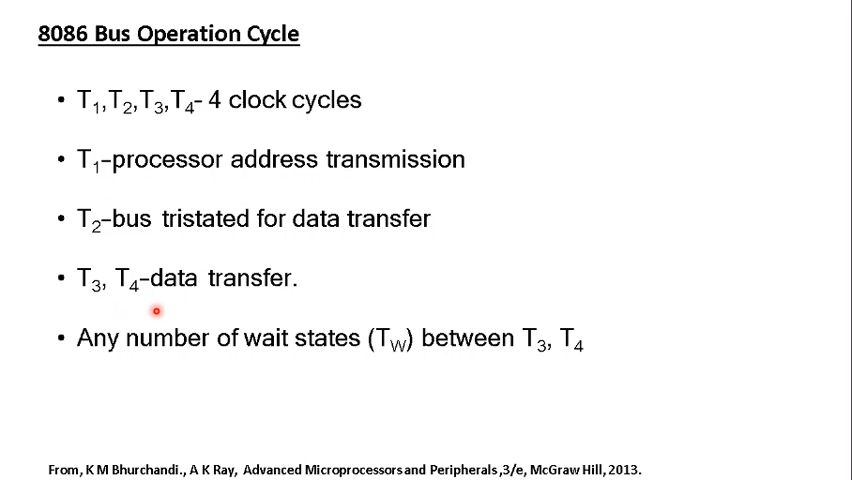 8086 Bus Operation Cycle
• T₁,T₂,T₃,T₄- 4 clock cycles
• T₁–processor address transmission
• T₂–bus tristated for data transfer
• T₃, T₄–data transfer.
• Any number of wait states (T_W) between T₃, T₄
From, K M Bhurchandi., A K Ray, Advanced Microprocessors and Peripherals ,3/e, McGraw Hill, 2013.